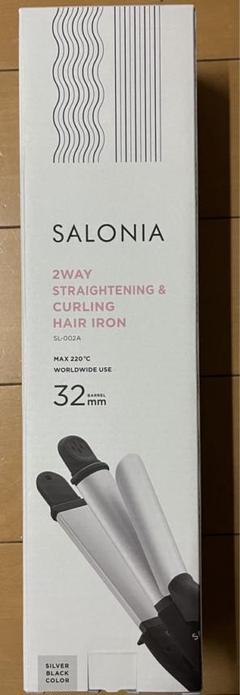 SALONIA
2WAY
STRAIGHTENING &
CURLING
HAIR IRON
SL-002A
MAX 220℃
WORLDWIDE USE
32 BARREL mm
SILVER
BLACK
COLOR